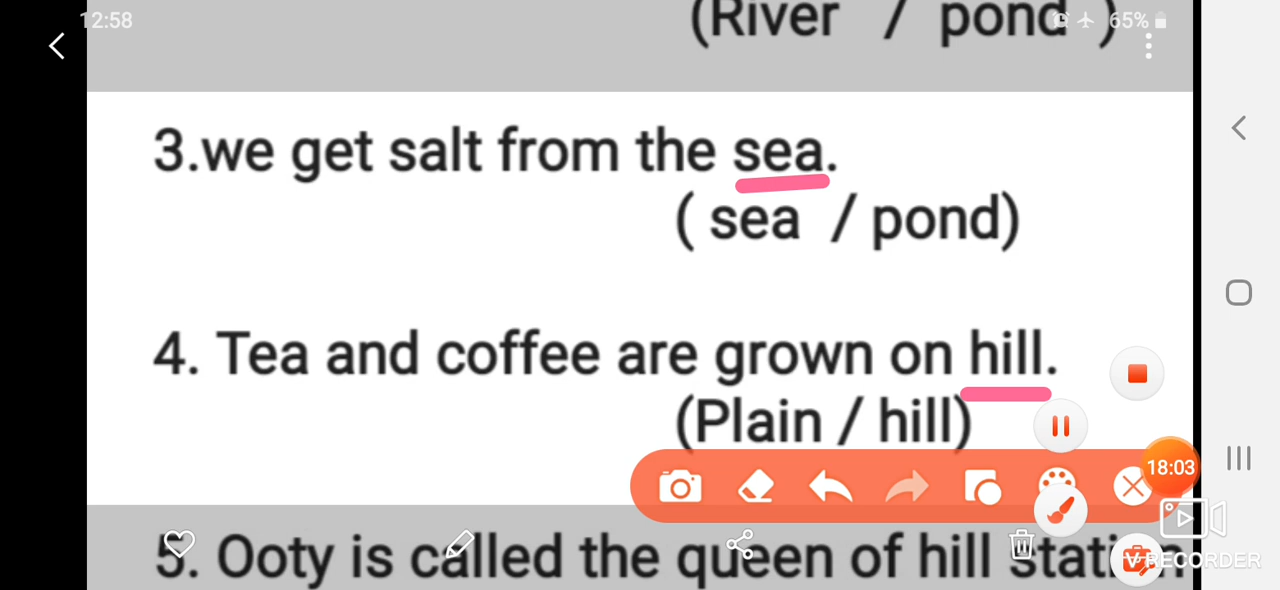 12:58
65%
(River / pond )
3.we get salt from the sea.
( sea / pond)
4. Tea and coffee are grown on hill.
(Plain / hill)
18:03
5. Ooty is called the queen of hill station
V RECORDER